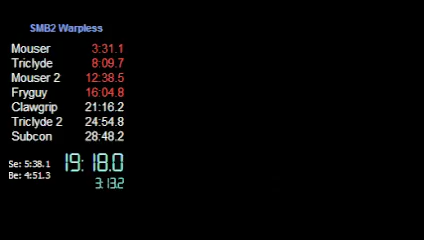 SMB2 Warpless
Mouser 3:31.1
Triclyde 8:09.7
Mouser 2 12:38.5
Fryguy 16:04.8
Clawgrip 21:16.2
Triclyde 2 24:54.8
Subcon 28:48.2
Se: 5:38.1 19:18.0
Be: 4:51.3
3:13.2